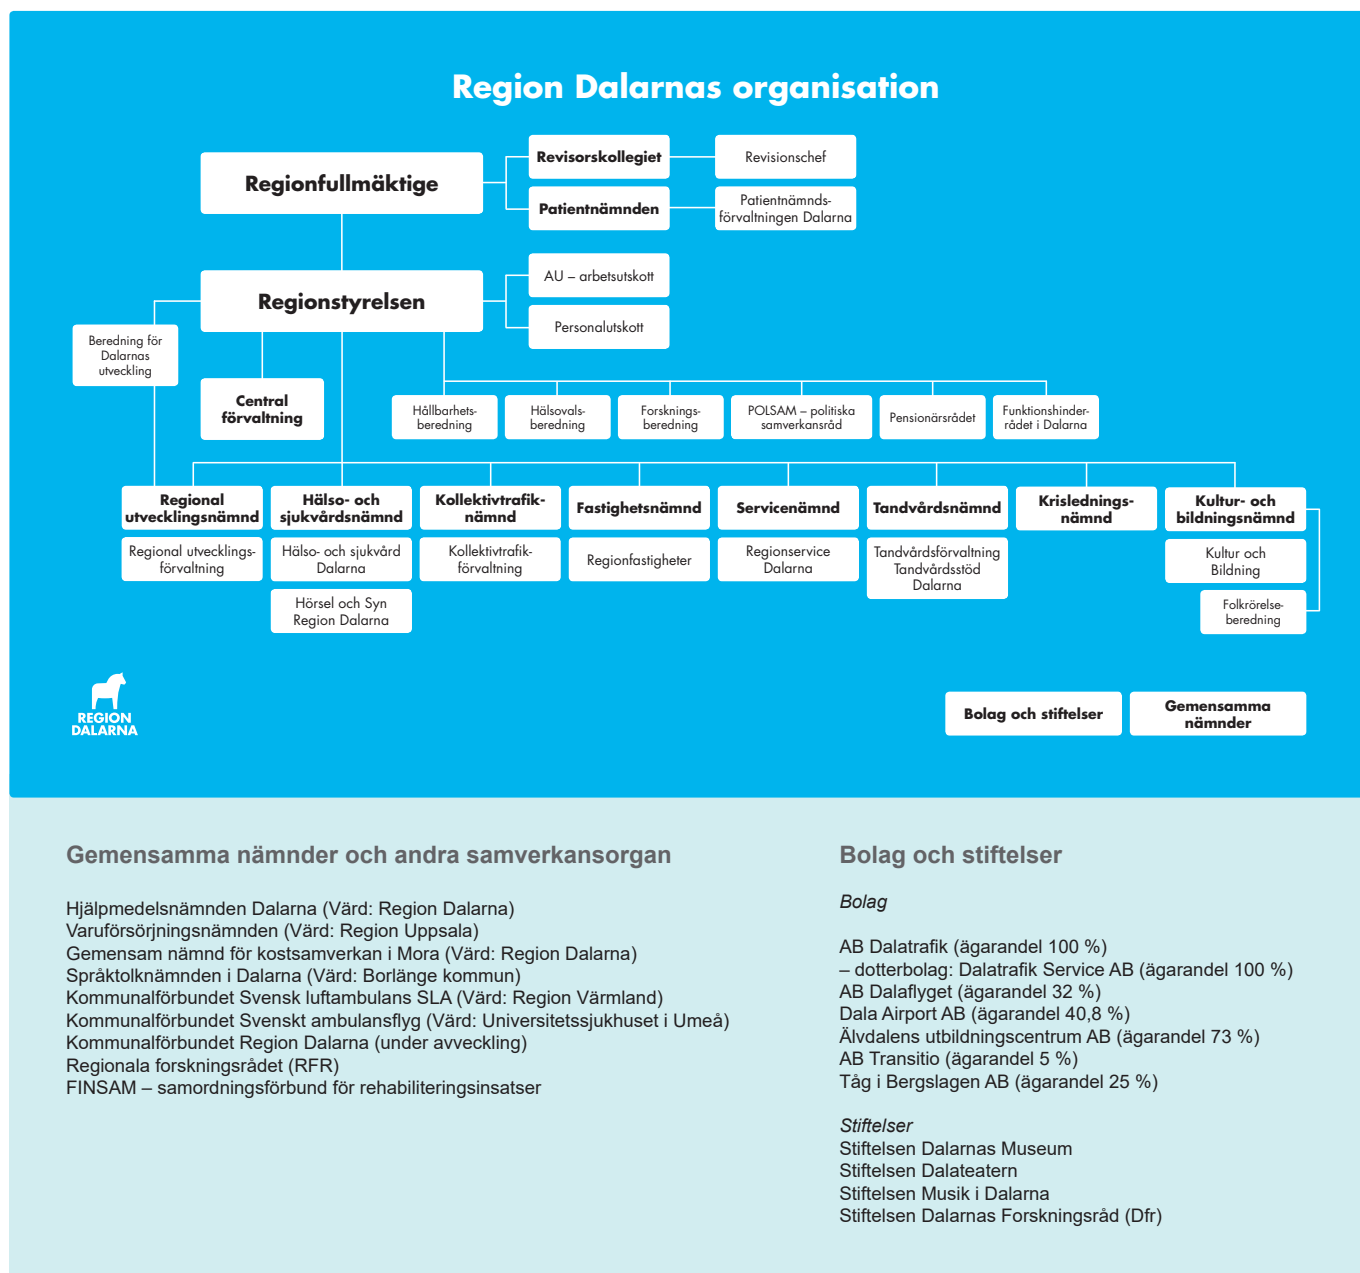 Region Dalarnas organisation
Regionfullmäktige
Revisorskollegiet
Revisionschef
Patientnämnden
Patientnämnds-
förvaltningen Dalarna
Regionstyrelsen
AU – arbetsutskott
Personalutskott
Beredning för
Dalarnas
utveckling
Central
förvaltning
Hållbarhets-
beredning
Hälsovals-
beredning
Forsknings-
beredning
POLSAM – politiska
samverkansråd
Pensionärsrådet
Funktionshinder-
rådet i Dalarna
Regional
utvecklingsnämnd
Hälso- och
sjukvårdsnämnd
Kollektivtrafik-
nämnd
Fastighetsnämnd
Servicenämnd
Tandvårdsnämnd
Krislednings-
nämnd
Kultur- och
bildningsnämnd
Regional utvecklings-
förvaltning
Hälso- och sjukvård
Dalarna
Kollektivtrafik-
förvaltning
Regionfastigheter
Regionservice
Dalarna
Tandvårdsförvaltning
Tandvårdsstöd
Dalarna
Kultur och
Bildning
Hörsel och Syn
Region Dalarna
Folkrörelse-
beredning
REGION
DALARNA
Bolag och stiftelser
Gemensamma
nämnder
Gemensamma nämnder och andra samverkansorgan
Hjälpmedelsnämnden Dalarna (Värd: Region Dalarna)
Varuförsörjningsnämnden (Värd: Region Uppsala)
Gemensam nämnd för kostsamverkan i Mora (Värd: Region Dalarna)
Språktolknämnden i Dalarna (Värd: Borlänge kommun)
Kommunalförbundet Svensk luftambulans SLA (Värd: Region Värmland)
Kommunalförbundet Svenskt ambulansflyg (Värd: Universitetssjukhuset i Umeå)
Kommunalförbundet Region Dalarna (under avveckling)
Regionala forskningsrådet (RFR)
FINSAM – samordningsförbund för rehabiliteringsinsatser
Bolag och stiftelser
Bolag
AB Dalatrafik (ägarandel 100 %)
– dotterbolag: Dalatrafik Service AB (ägarandel 100 %)
AB Dalaflyget (ägarandel 32 %)
Dala Airport AB (ägarandel 40,8 %)
Älvdalens utbildningscentrum AB (ägarandel 73 %)
AB Transitio (ägarandel 5 %)
Tåg i Bergslagen AB (ägarandel 25 %)
Stiftelser
Stiftelsen Dalarnas Museum
Stiftelsen Dalateatern
Stiftelsen Musik i Dalarna
Stiftelsen Dalarnas Forskningsråd (Dfr)